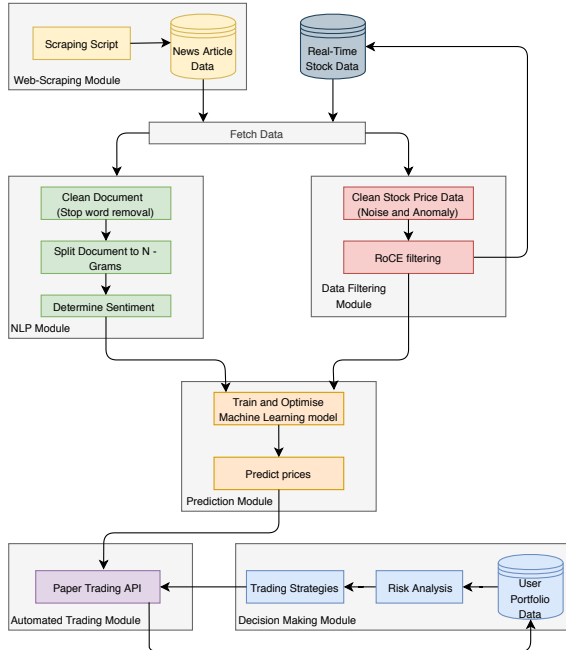 Scraping Script
News Article
Data
Web-Scraping Module
Real-Time
Stock Data
Fetch Data
Clean Document
(Stop word removal)
Split Document to N -
Grams
Determine Sentiment
NLP Module
Clean Stock Price Data
(Noise and Anomaly)
RoCE filtering
Data Filtering
Module
Train and Optimise
Machine Learning model
Predict prices
Prediction Module
Paper Trading API
Automated Trading Module
Trading Strategies
Risk Analysis
User
Portfolio
Data
Decision Making Module